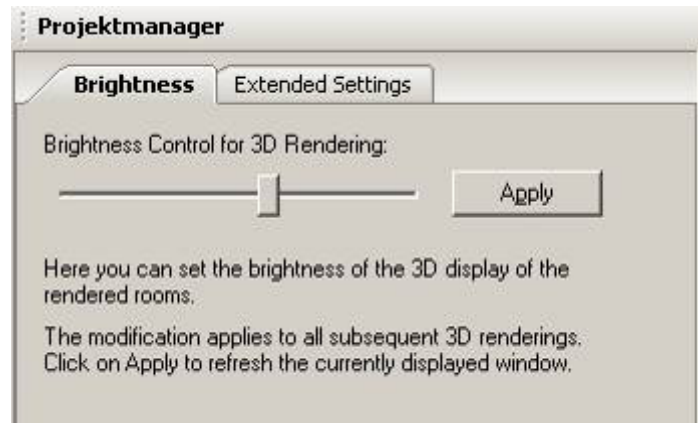 Projektmanager
Brightness
Extended Settings
Brightness Control for 3D Rendering:
Apply
Here you can set the brightness of the 3D display of the
rendered rooms.
The modification applies to all subsequent 3D renderings.
Click on Apply to refresh the currently displayed window.